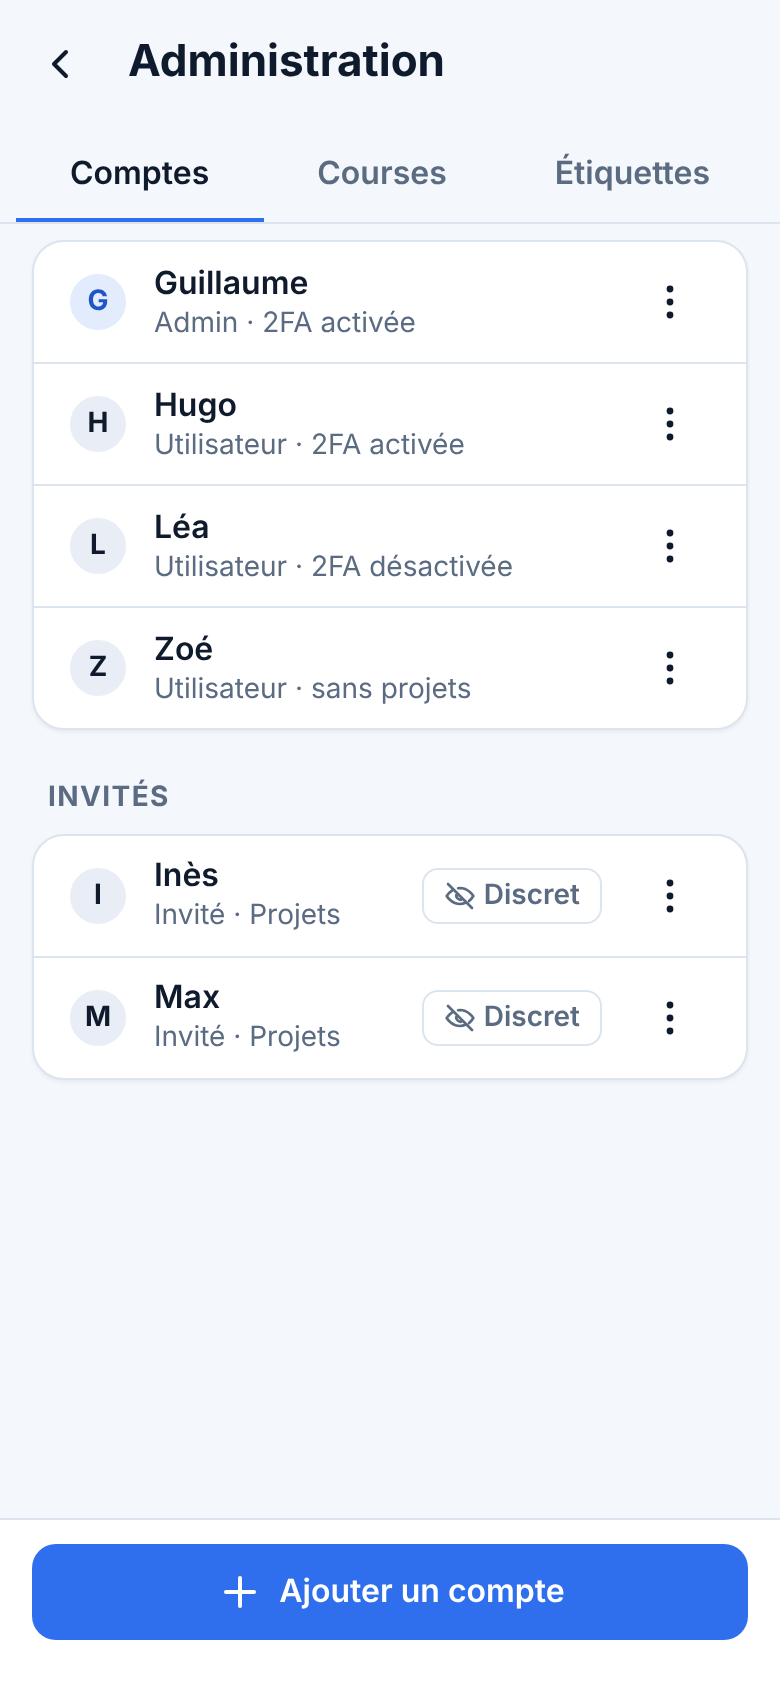 Administration
Comptes Courses Étiquettes
G
Guillaume
Admin · 2FA activée
H
Hugo
Utilisateur · 2FA activée
L
Léa
Utilisateur · 2FA désactivée
Z
Zoé
Utilisateur · sans projets
INVITÉS
I
Inès
Invité · Projets
Discret
M
Max
Invité · Projets
Discret
Ajouter un compte